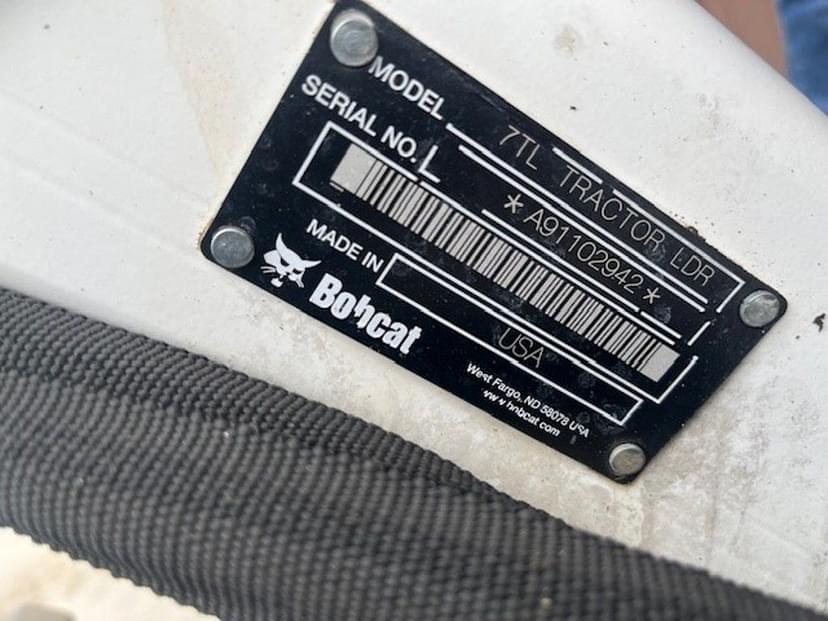 MODEL 7TL TRACTOR LDR
SERIAL NO. *A91102942*
MADE IN USA
Bobcat
West Fargo, ND 58078 USA
www.bobcat.com